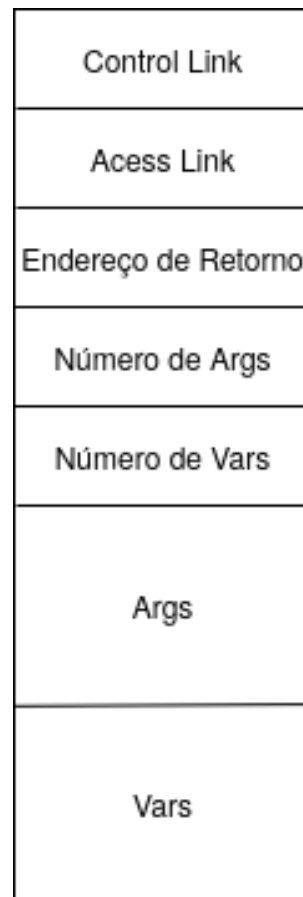 Control Link
Acess Link
Endereço de Retorno
Número de Args
Número de Vars
Args
Vars